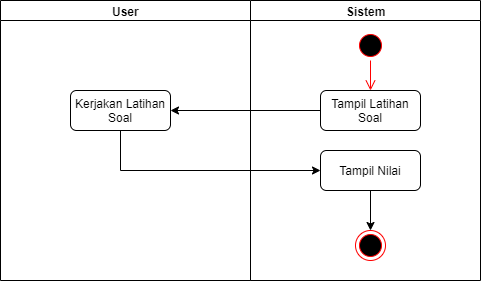 User
Sistem
Kerjakan Latihan
Soal
Tampil Latihan
Soal
Tampil Nilai